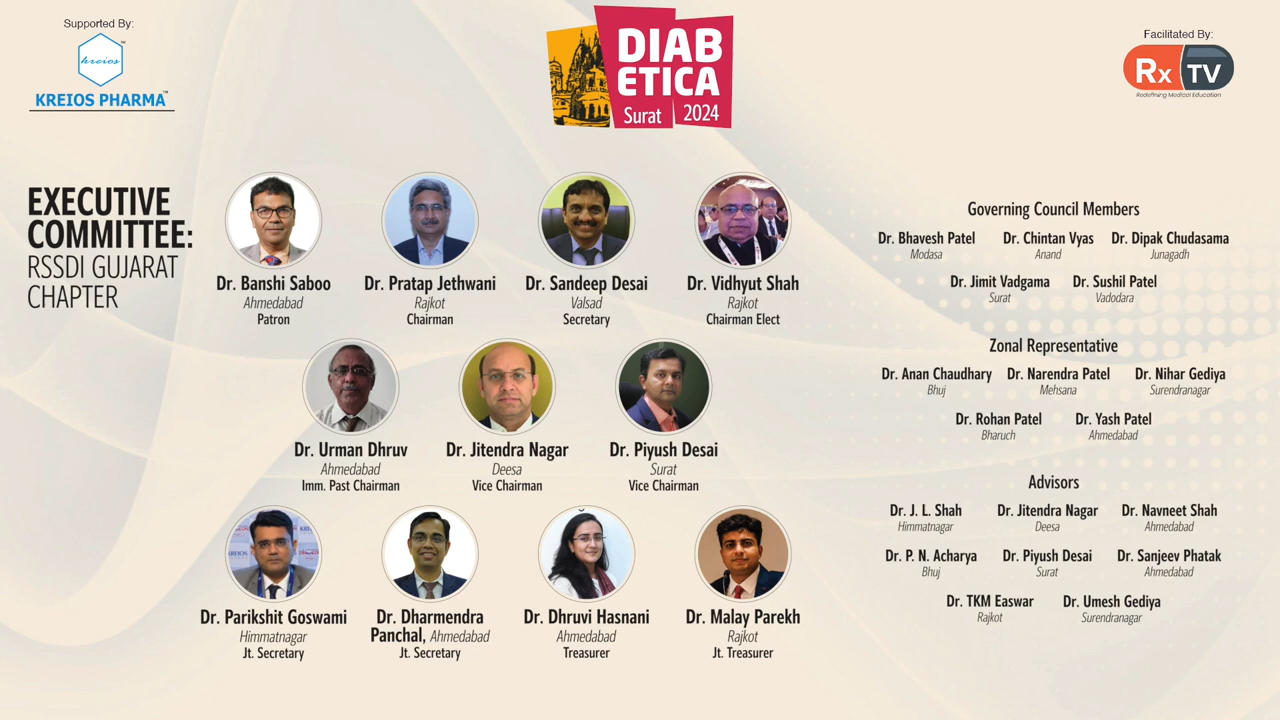 Supported By:
kreios
KREIOS PHARMA™
DIAB
ETICA
Surat 2024
Facilitated By:
Rx TV
Redefining Medical Education
EXECUTIVE
COMMITTEE:
RSSDI GUJARAT
CHAPTER
Dr. Banshi Saboo
Ahmedabad
Patron
Dr. Pratap Jethwani
Rajkot
Chairman
Dr. Sandeep Desai
Valsad
Secretary
Dr. Vidhyut Shah
Rajkot
Chairman Elect
Dr. Urman Dhruv
Ahmedabad
Imm. Past Chairman
Dr. Jitendra Nagar
Deesa
Vice Chairman
Dr. Piyush Desai
Surat
Vice Chairman
Dr. Parikshit Goswami
Himmatnagar
Jt. Secretary
Dr. Dharmendra
Panchal, Ahmedabad
Jt. Secretary
Dr. Dhruvi Hasnani
Ahmedabad
Treasurer
Dr. Malay Parekh
Rajkot
Jt. Treasurer
Governing Council Members
Dr. Bhavesh Patel
Modasa
Dr. Chintan Vyas
Anand
Dr. Dipak Chudasama
Junagadh
Dr. Jimit Vadgama
Surat
Dr. Sushil Patel
Vadodara
Zonal Representative
Dr. Anan Chaudhary
Bhuj
Dr. Narendra Patel
Mehsana
Dr. Nihar Gediya
Surendranagar
Dr. Rohan Patel
Bharuch
Dr. Yash Patel
Ahmedabad
Advisors
Dr. J. L. Shah
Himmatnagar
Dr. Jitendra Nagar
Deesa
Dr. Navneet Shah
Ahmedabad
Dr. P. N. Acharya
Bhuj
Dr. Piyush Desai
Surat
Dr. Sanjeev Phatak
Ahmedabad
Dr. TKM Easwar
Rajkot
Dr. Umesh Gediya
Surendranagar